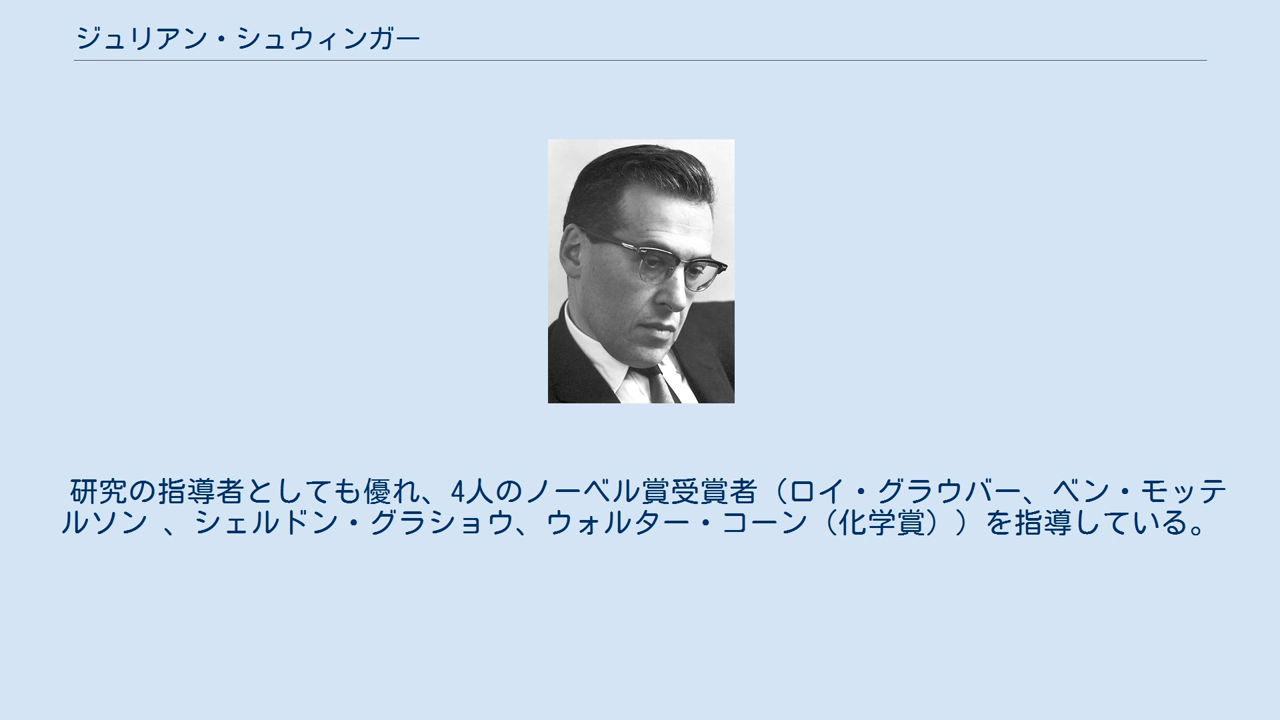 ジュリアン・シュウィンガー
研究の指導者としても優れ、4人のノーベル賞受賞者（ロイ・グラウバー、ベン・モッテ
ルソン 、シェルドン・グラショウ、ウォルター・コーン（化学賞））を指導している。